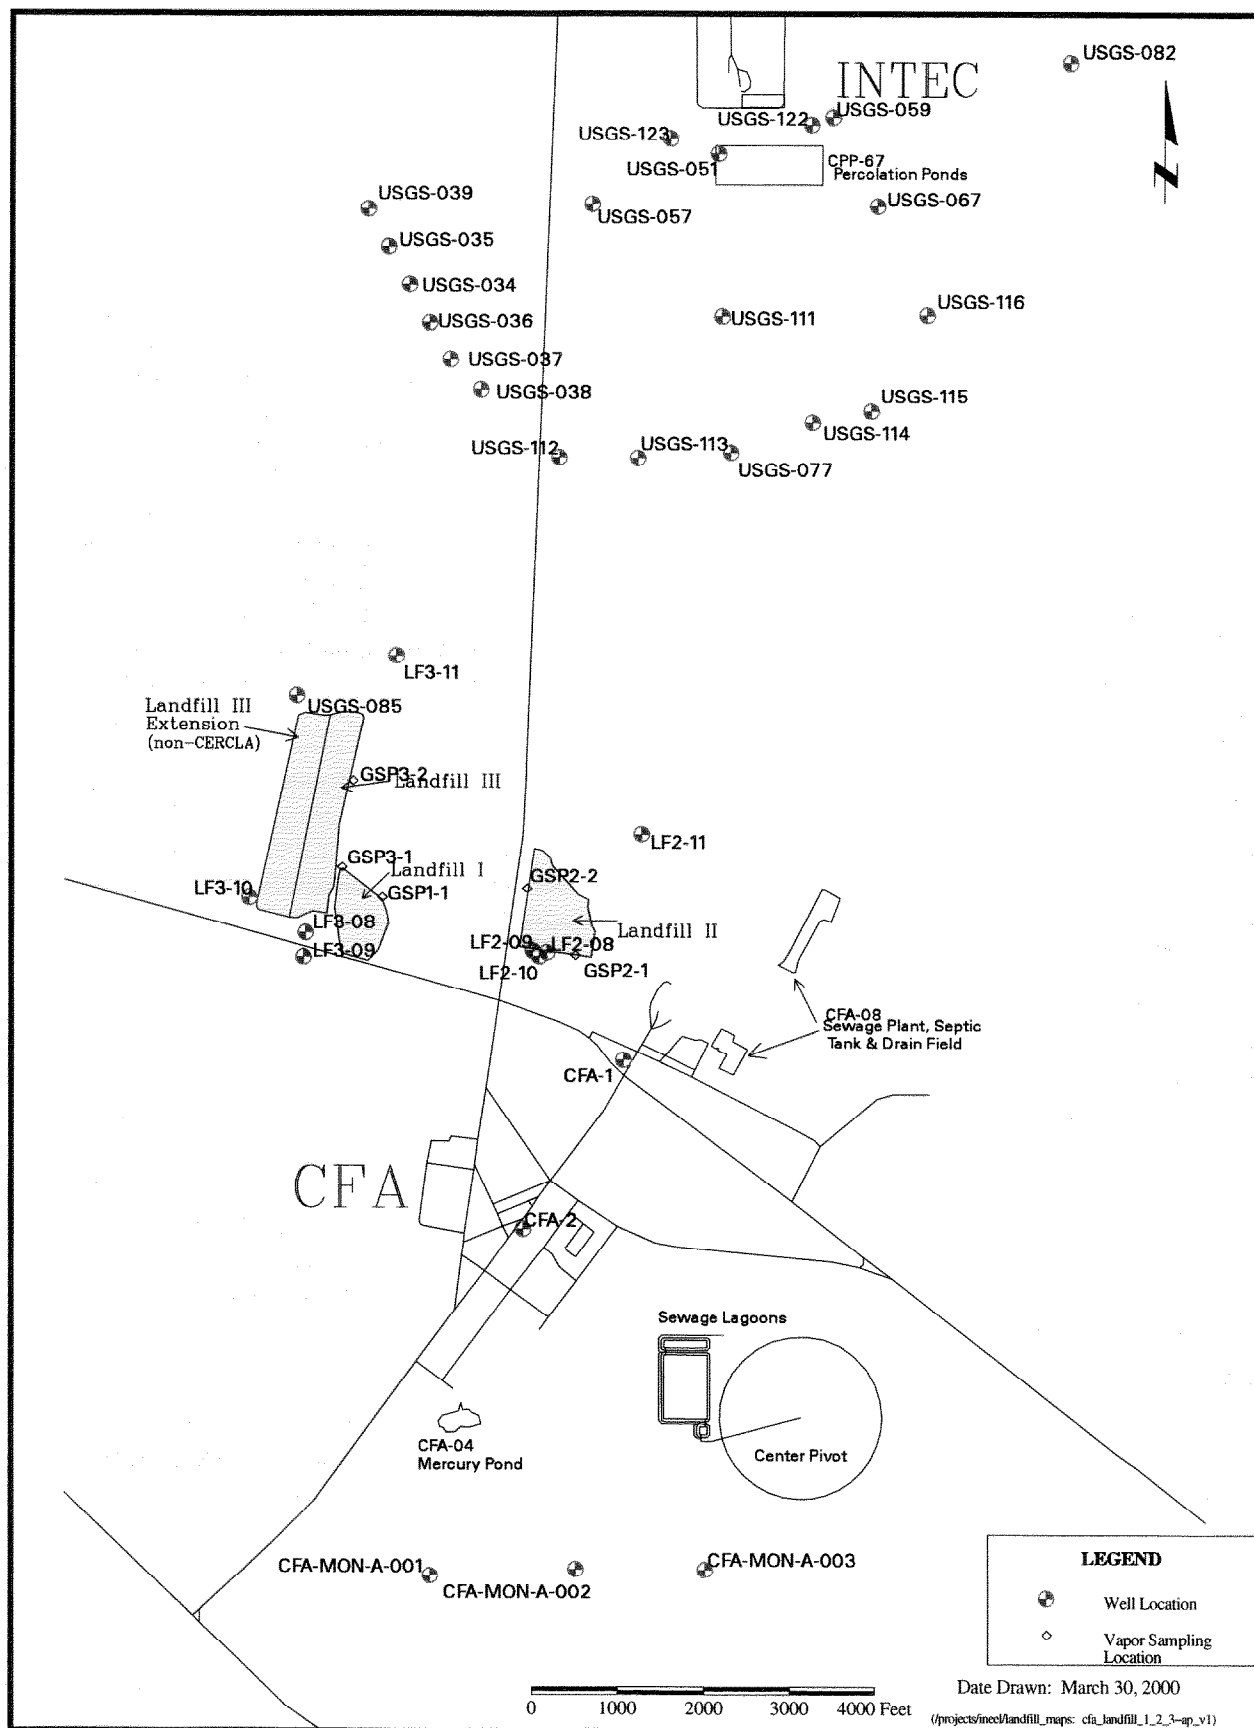 INTEC
USGS-082
USGS-059
USGS-122
USGS-123
USGS-051
CPP-67
Percolation Ponds
USGS-039
USGS-057
USGS-067
USGS-035
USGS-034
USGS-036
USGS-111
USGS-116
USGS-037
USGS-038
USGS-115
USGS-114
USGS-112
USGS-113
USGS-077
N
LF3-11
Landfill III
Extension
(non-CERCLA)
USGS-085
GSP3-2
Landfill III
LF2-11
GSP3-1
Landfill I
GSP1-1
GSP2-2
LF3-10
LF3-08
LF3-09
Landfill II
LF2-09
LF2-08
LF2-10
GSP2-1
CFA-08
Sewage Plant, Septic
Tank & Drain Field
CFA-1
CFA
CFA-2
Sewage Lagoons
CFA-04
Mercury Pond
Center Pivot
CFA-MON-A-001
CFA-MON-A-002
CFA-MON-A-003
LEGEND
Well Location
Vapor Sampling
Location
0 1000 2000 3000 4000 Feet
Date Drawn: March 30, 2000
(/projects/ineel/landfill_maps: cfa_landfill_1_2_3-ap_v1)